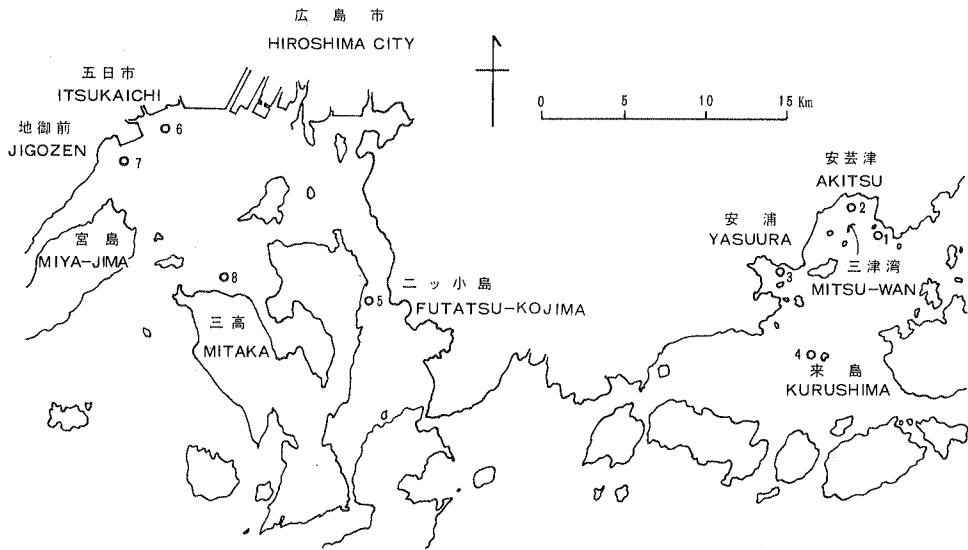 広島市
HIROSHIMA CITY
五日市
ITSUKAICHI
地御前
JIGOZEN
6
7
0 5 10 15 Km
安芸津
AKITSU
2
1
安浦
YASUURA
3
三津湾
MITSU-WAN
宮島
MIYA-JIMA
8
二ッ小島
5
FUTATSU-KOJIMA
三高
MITAKA
4
来島
KURUSHIMA